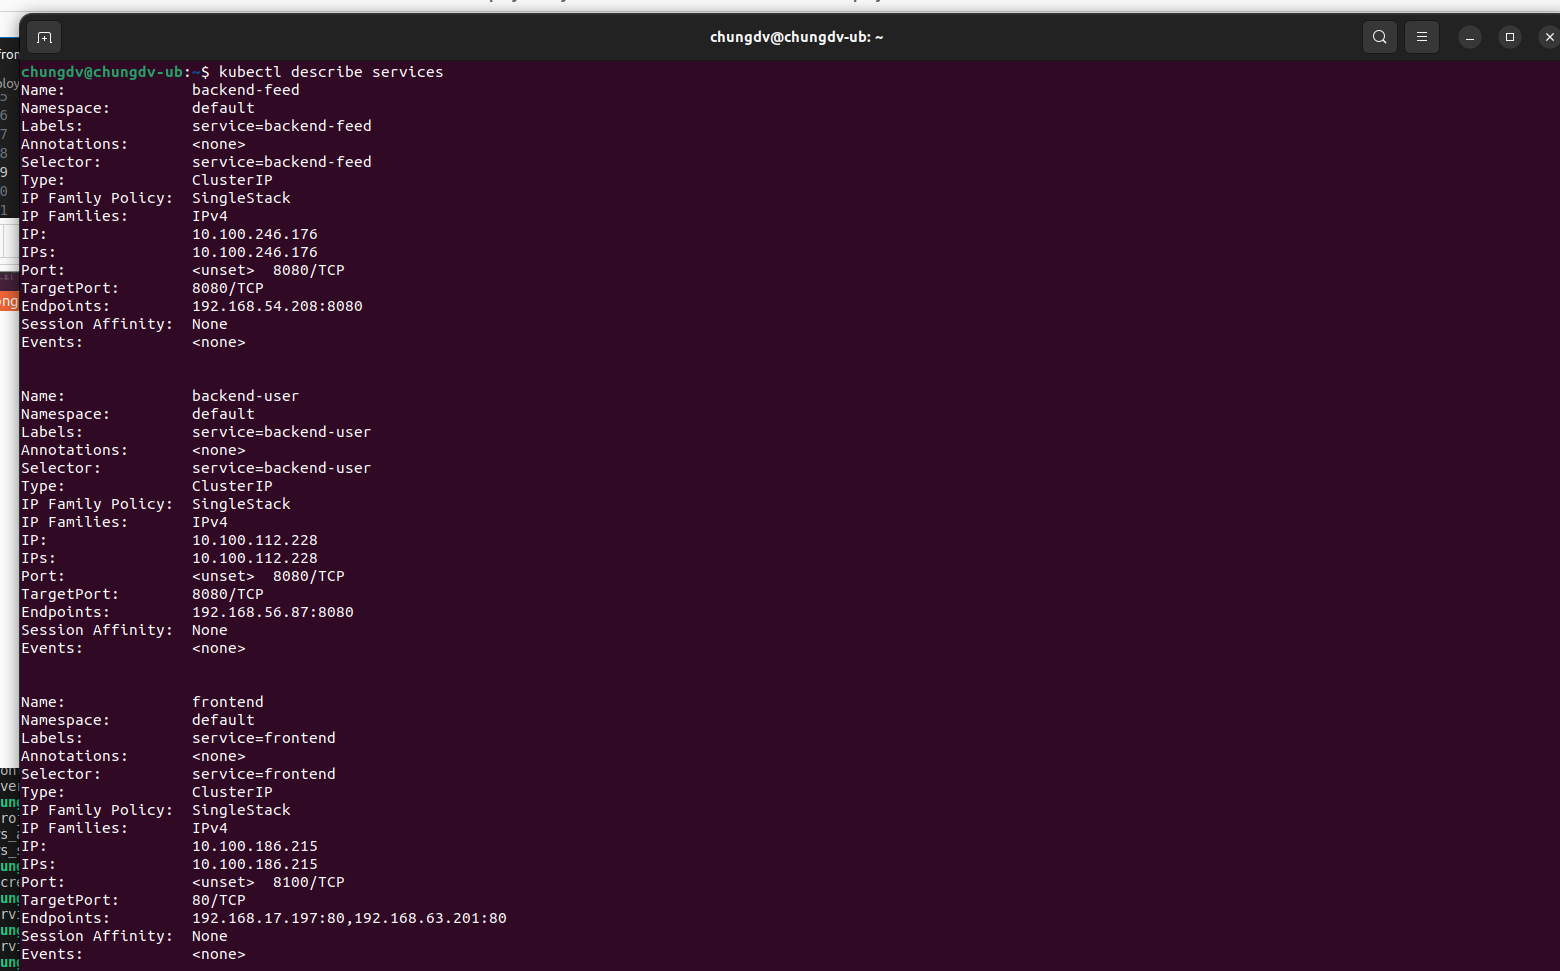 chungdv@chungdv-ub: ~
chungdv@chungdv-ub:~$ kubectl describe services
Name:              backend-feed
Namespace:         default
Labels:            service=backend-feed
Annotations:       <none>
Selector:          service=backend-feed
Type:              ClusterIP
IP Family Policy:  SingleStack
IP Families:       IPv4
IP:                10.100.246.176
IPs:               10.100.246.176
Port:              <unset>  8080/TCP
TargetPort:        8080/TCP
Endpoints:         192.168.54.208:8080
Session Affinity:  None
Events:            <none>
Name:              backend-user
Namespace:         default
Labels:            service=backend-user
Annotations:       <none>
Selector:          service=backend-user
Type:              ClusterIP
IP Family Policy:  SingleStack
IP Families:       IPv4
IP:                10.100.112.228
IPs:               10.100.112.228
Port:              <unset>  8080/TCP
TargetPort:        8080/TCP
Endpoints:         192.168.56.87:8080
Session Affinity:  None
Events:            <none>
Name:              frontend
Namespace:         default
Labels:            service=frontend
Annotations:       <none>
Selector:          service=frontend
Type:              ClusterIP
IP Family Policy:  SingleStack
IP Families:       IPv4
IP:                10.100.186.215
IPs:               10.100.186.215
Port:              <unset>  8100/TCP
TargetPort:        80/TCP
Endpoints:         192.168.17.197:80,192.168.63.201:80
Session Affinity:  None
Events:            <none>